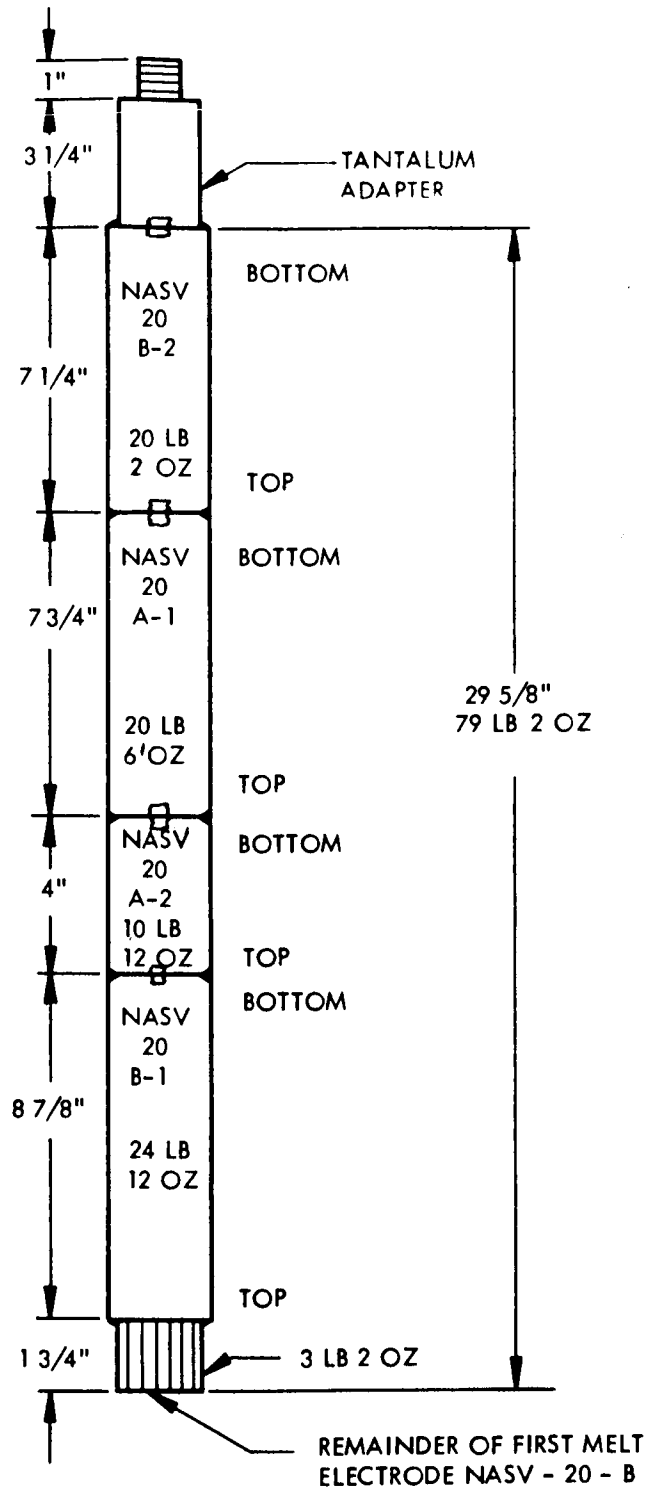 1"
3 1/4"
TANTALUM
ADAPTER
BOTTOM
NASV
20
B-2
7 1/4"
20 LB
2 OZ
TOP
NASV
20
A-1
BOTTOM
7 3/4"
29 5/8"
79 LB 2 OZ
20 LB
6'OZ
TOP
NASV
20
A-2
10 LB
12 OZ
BOTTOM
4"
TOP
BOTTOM
NASV
20
B-1
8 7/8"
24 LB
12 OZ
TOP
1 3/4"
3 LB 2 OZ
REMAINDER OF FIRST MELT
ELECTRODE NASV - 20 - B